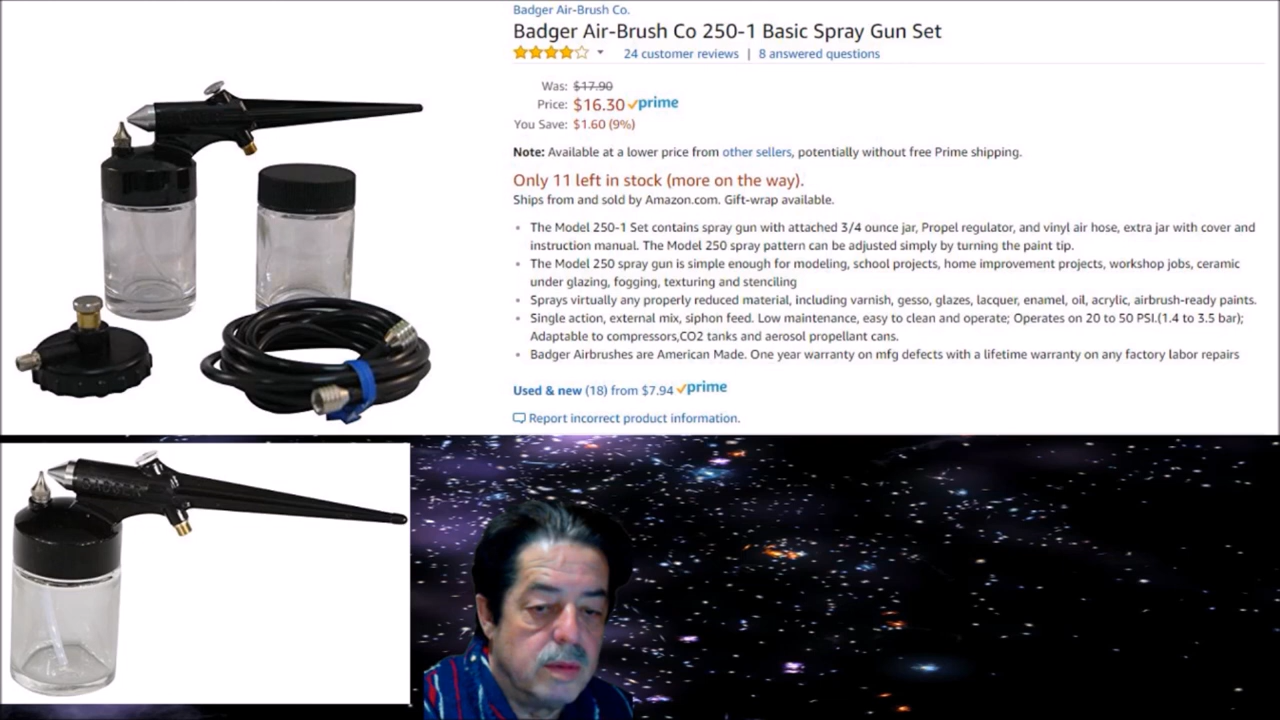 Badger Air-Brush Co.
Badger Air-Brush Co 250-1 Basic Spray Gun Set
24 customer reviews | 8 answered questions
Was: $17.90
Price: $16.30 prime
You Save: $1.60 (9%)
Note: Available at a lower price from other sellers, potentially without free Prime shipping.
Only 11 left in stock (more on the way).
Ships from and sold by Amazon.com. Gift-wrap available.
The Model 250-1 Set contains spray gun with attached 3/4 ounce jar, Propel regulator, and vinyl air hose, extra jar with cover and
instruction manual. The Model 250 spray pattern can be adjusted simply by turning the paint tip.
The Model 250 spray gun is simple enough for modeling, school projects, home improvement projects, workshop jobs, ceramic
under glazing, fogging, texturing and stenciling
Sprays virtually any properly reduced material, including varnish, gesso, glazes, lacquer, enamel, oil, acrylic, airbrush-ready paints.
Single action, external mix, siphon feed. Low maintenance, easy to clean and operate; Operates on 20 to 50 PSI.(1.4 to 3.5 bar);
Adaptable to compressors,CO2 tanks and aerosol propellant cans.
Badger Airbrushes are American Made. One year warranty on mfg defects with a lifetime warranty on any factory labor repairs
Used & new (18) from $7.94 prime
Report incorrect product information.
BADGER